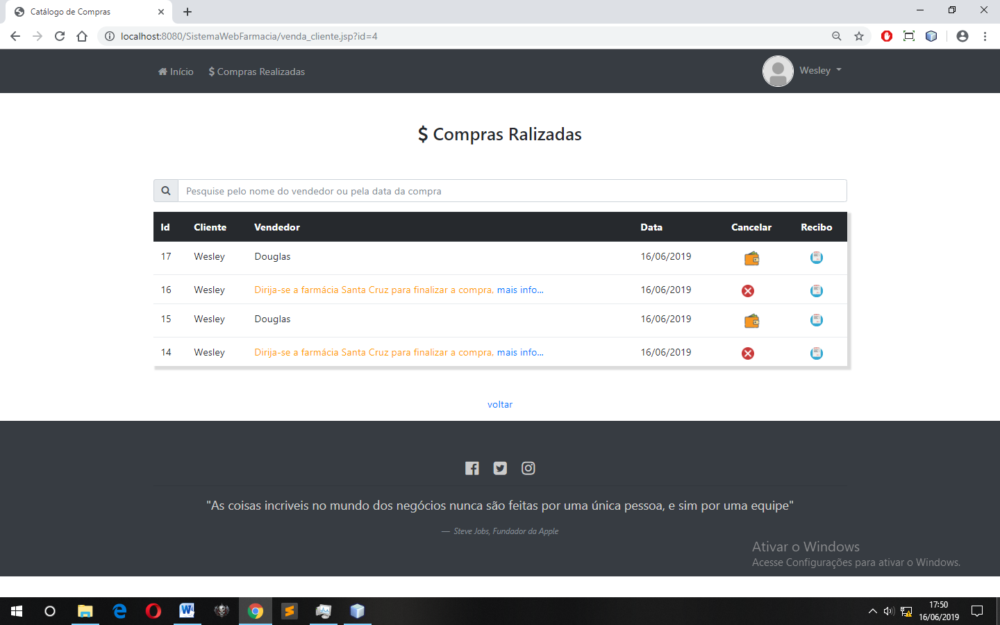 Catálogo de Compras
localhost:8080/SistemaWebFarmacia/venda_cliente.jsp?id=4
Início $ Compras Realizadas Wesley
$ Compras Ralizadas
Pesquise pelo nome do vendedor ou pela data da compra
Id Cliente Vendedor Data Cancelar Recibo
17 Wesley Douglas 16/06/2019
16 Wesley Dirija-se a farmácia Santa Cruz para finalizar a compra, mais info... 16/06/2019
15 Wesley Douglas 16/06/2019
14 Wesley Dirija-se a farmácia Santa Cruz para finalizar a compra, mais info... 16/06/2019
voltar
"As coisas incriveis no mundo dos negócios nunca são feitas por uma única pessoa, e sim por uma equipe"
— Steve Jobs, Fundador da Apple
Ativar o Windows
Acesse Configurações para ativar o Windows.
17:50
16/06/2019